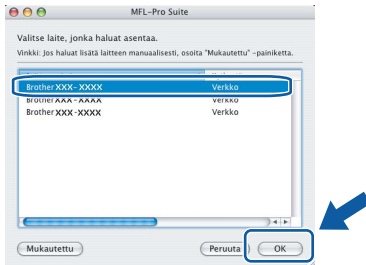 MFL-Pro Suite
Valitse laite, jonka haluat asentaa.
Vinkki: Jos haluat lisätä laitteen manuaalisesti, osoita "Mukautettu" -painiketta.
Brother XXX-XXXX Verkko
Brother XXX-XXXX Verkko
Brother XXX-XXXX Verkko
Mukautettu Peruuta OK